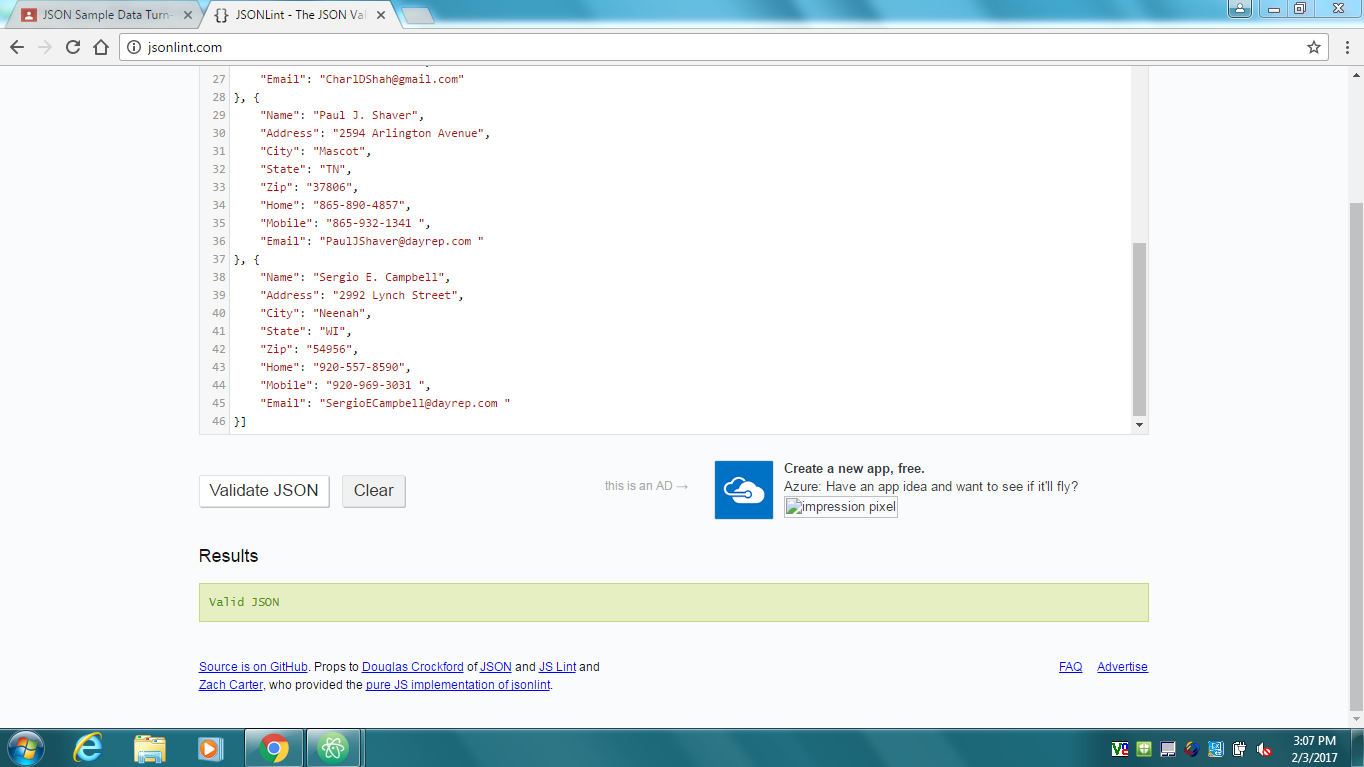 JSON Sample Data Turn-
{} JSONLint - The JSON Val
jsonlint.com
27 "Email": "CharlDShah@gmail.com"
28 }, {
29 "Name": "Paul J. Shaver",
30 "Address": "2594 Arlington Avenue",
31 "City": "Mascot",
32 "State": "TN",
33 "Zip": "37806",
34 "Home": "865-890-4857",
35 "Mobile": "865-932-1341 ",
36 "Email": "PaulJShaver@dayrep.com "
37 }, {
38 "Name": "Sergio E. Campbell",
39 "Address": "2992 Lynch Street",
40 "City": "Neenah",
41 "State": "WI",
42 "Zip": "54956",
43 "Home": "920-557-8590",
44 "Mobile": "920-969-3031 ",
45 "Email": "SergioECampbell@dayrep.com "
46 }]
Validate JSON Clear
this is an AD →
Create a new app, free.
Azure: Have an app idea and want to see if it'll fly?
impression pixel
Results
Valid JSON
Source is on GitHub. Props to Douglas Crockford of JSON and JS Lint and
Zach Carter, who provided the pure JS implementation of jsonlint.
FAQ Advertise
3:07 PM
2/3/2017